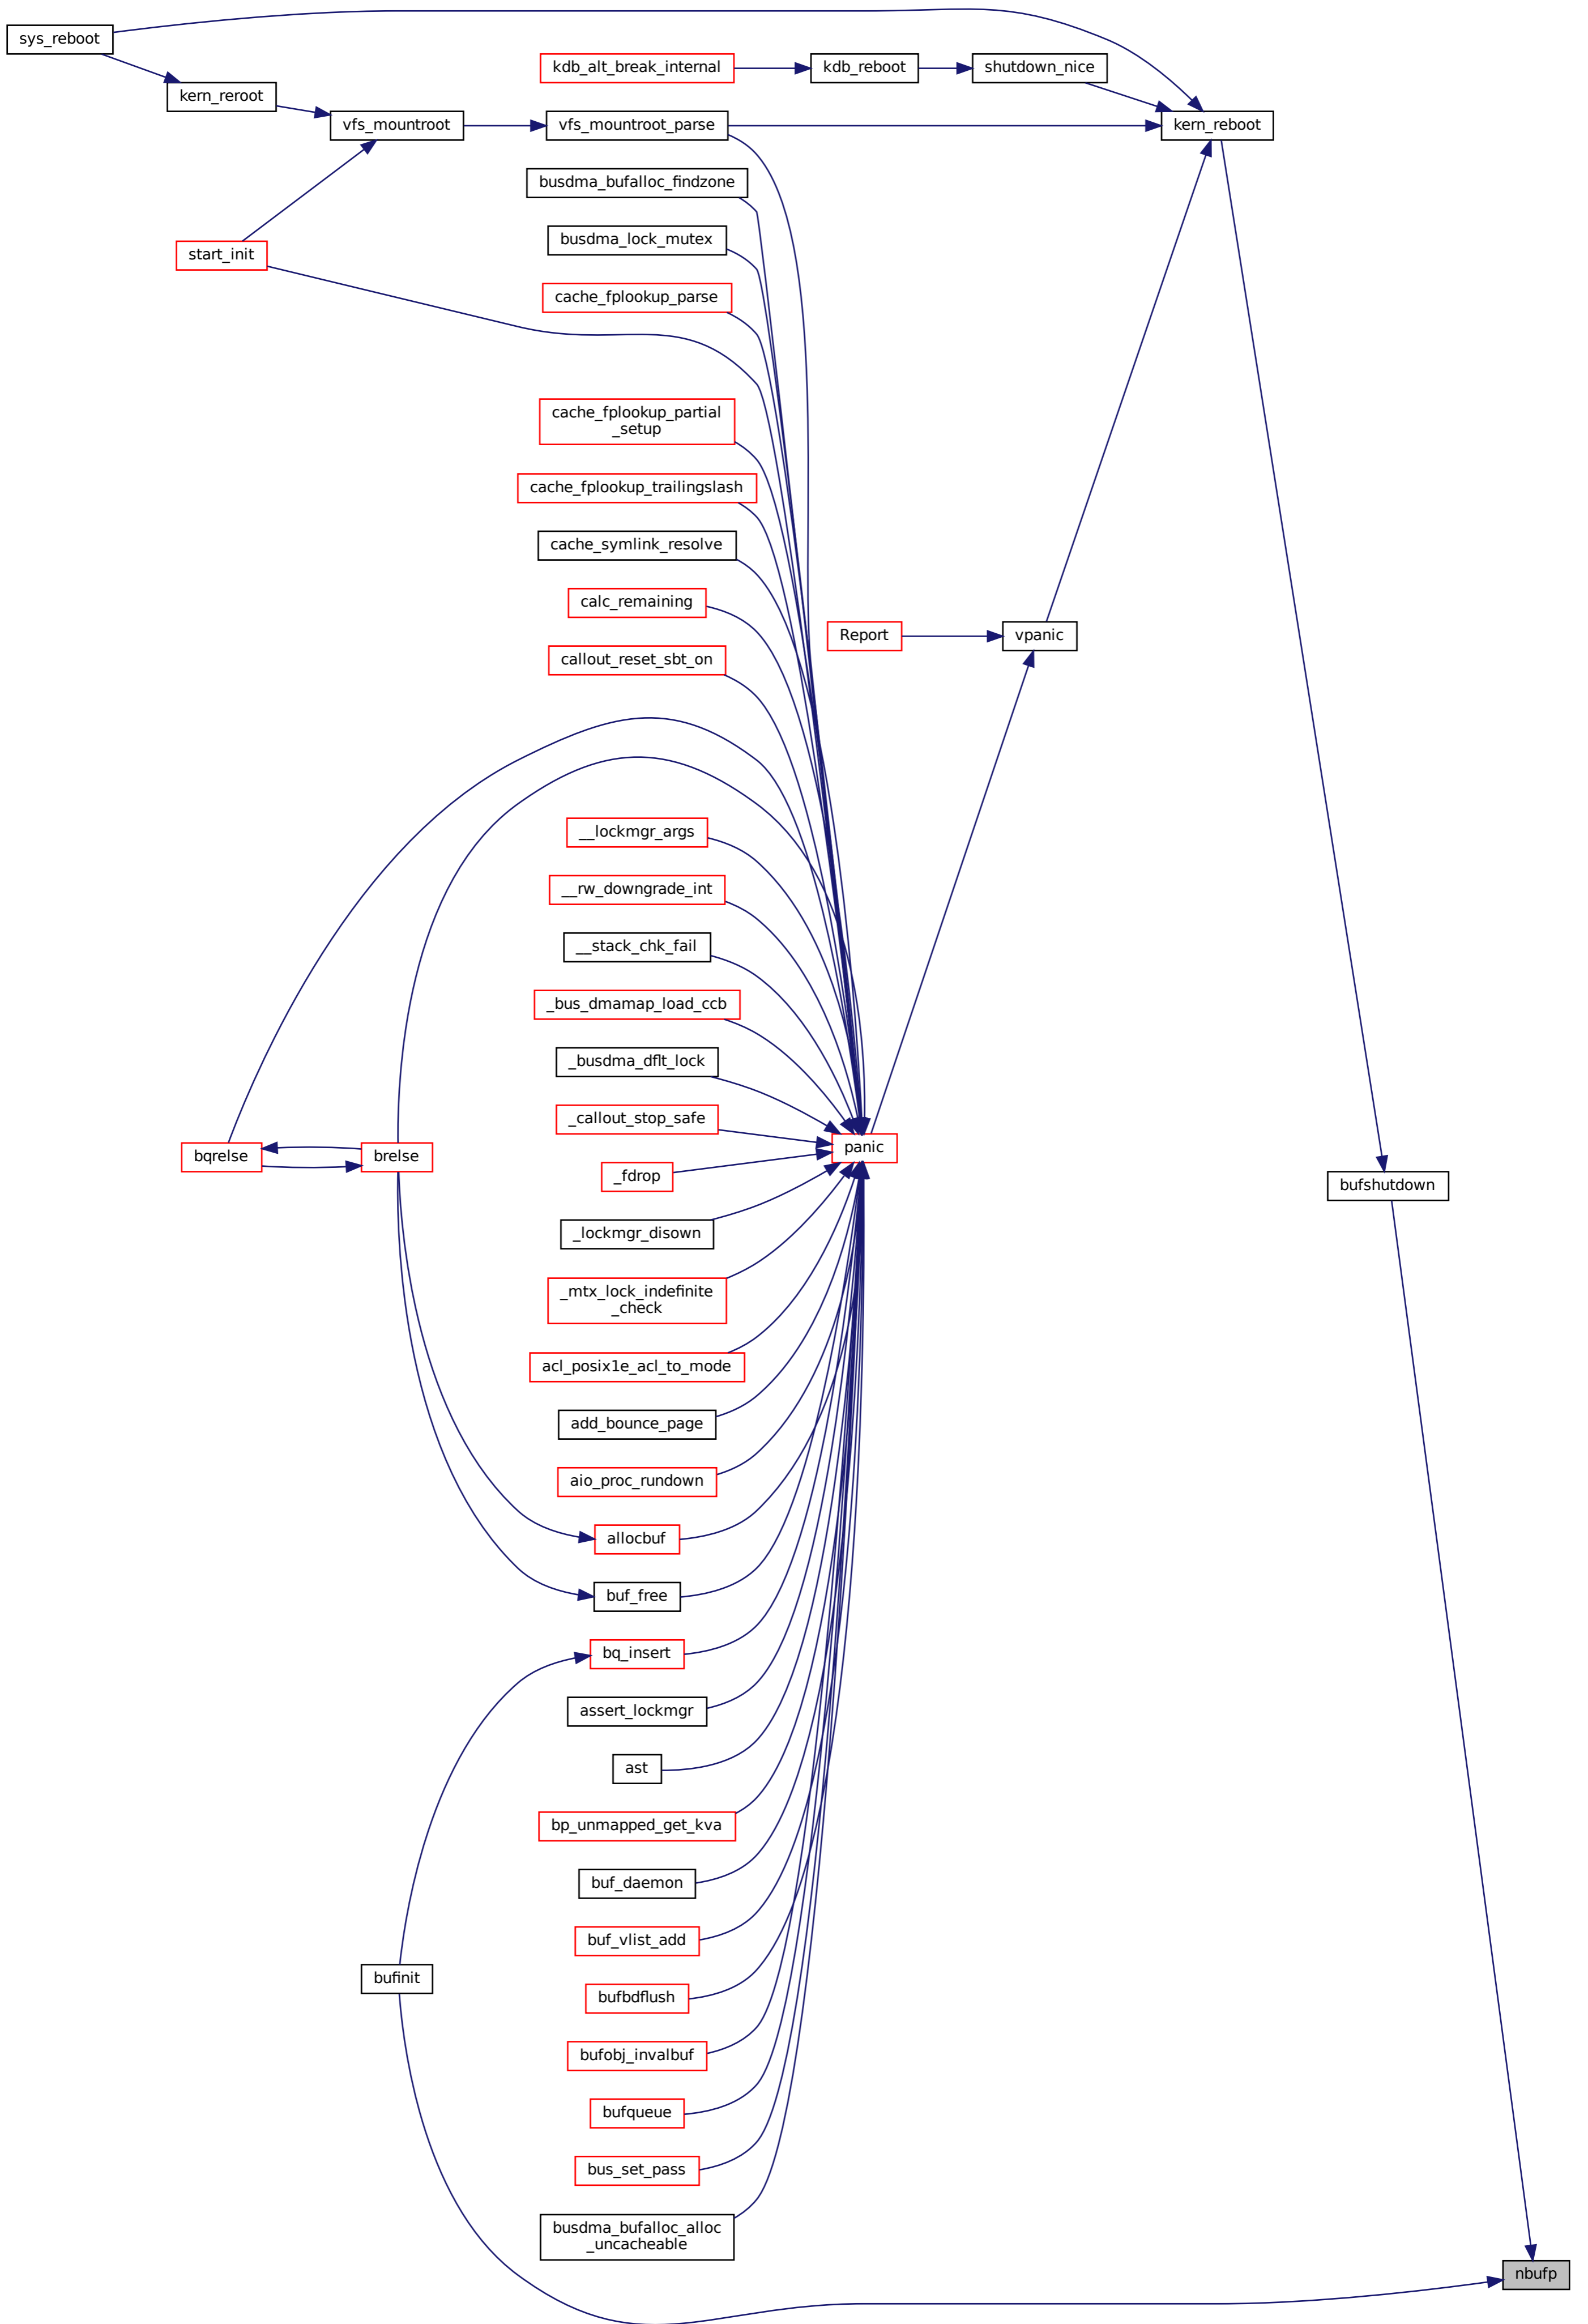 sys_reboot
kdb_alt_break_internal
kdb_reboot
shutdown_nice
kern_reroot
vfs_mountroot
vfs_mountroot_parse
kern_reboot
busdma_bufalloc_findzone
busdma_lock_mutex
start_init
cache_fplookup_parse
cache_fplookup_partial
_setup
cache_fplookup_trailingslash
cache_symlink_resolve
calc_remaining
Report
vpanic
callout_reset_sbt_on
__lockmgr_args
__rw_downgrade_int
__stack_chk_fail
_bus_dmamap_load_ccb
_busdma_dflt_lock
_callout_stop_safe
bqrelse
brelse
panic
_fdrop
bufshutdown
_lockmgr_disown
_mtx_lock_indefinite
_check
acl_posix1e_acl_to_mode
add_bounce_page
aio_proc_rundown
allocbuf
buf_free
bq_insert
assert_lockmgr
ast
bp_unmapped_get_kva
buf_daemon
buf_vlist_add
bufinit
bufbdflush
bufobj_invalbuf
bufqueue
bus_set_pass
busdma_bufalloc_alloc
_uncacheable
nbufp